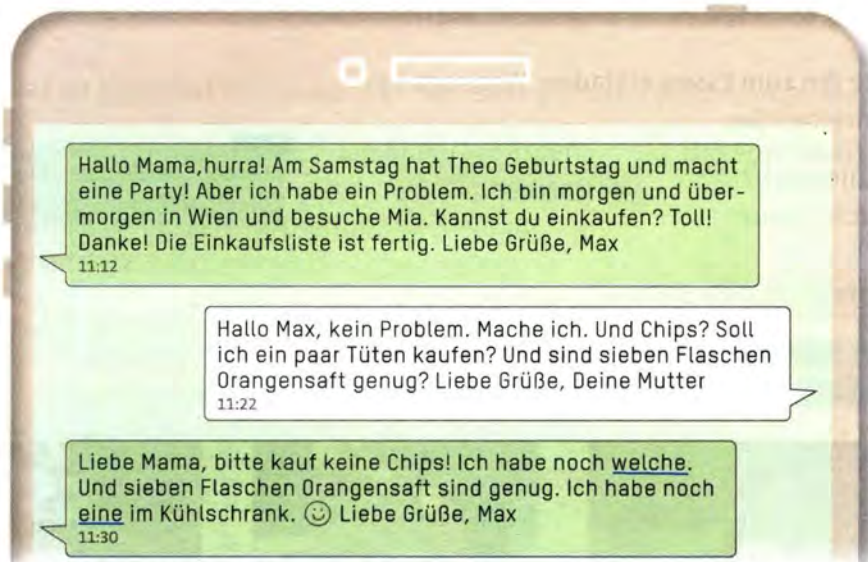 Hallo Mama,hurra! Am Samstag hat Theo Geburtstag und macht
eine Party! Aber ich habe ein Problem. Ich bin morgen und über-
morgen in Wien und besuche Mia. Kannst du einkaufen? Toll!
Danke! Die Einkaufsliste ist fertig. Liebe Grüße, Max
11:12
Hallo Max, kein Problem. Mache ich. Und Chips? Soll
ich ein paar Tüten kaufen? Und sind sieben Flaschen
Orangensaft genug? Liebe Grüße, Deine Mutter
11:22
Liebe Mama, bitte kauf keine Chips! Ich habe noch welche.
Und sieben Flaschen Orangensaft sind genug. Ich habe noch
eine im Kühlschrank. ☺ Liebe Grüße, Max
11:30